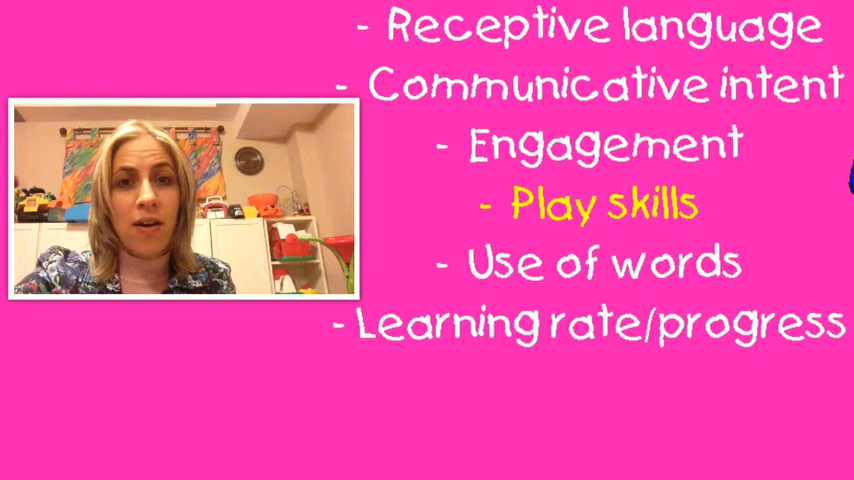 - Receptive language
- Communicative intent
- Engagement
- Play skills
- Use of words
- Learning rate/progress